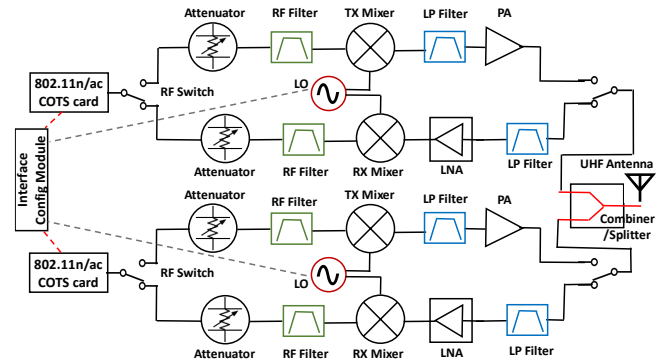 Attenuator
RF Filter
TX Mixer
LP Filter
PA
802.11n/ac
COTS card
RF Switch
LO
Attenuator
RF Filter
RX Mixer
LNA
LP Filter
Interface
Config Module
UHF Antenna
Combiner
/Splitter
Attenuator
RF Filter
TX Mixer
LP Filter
PA
802.11n/ac
COTS card
RF Switch
LO
Attenuator
RF Filter
RX Mixer
LNA
LP Filter